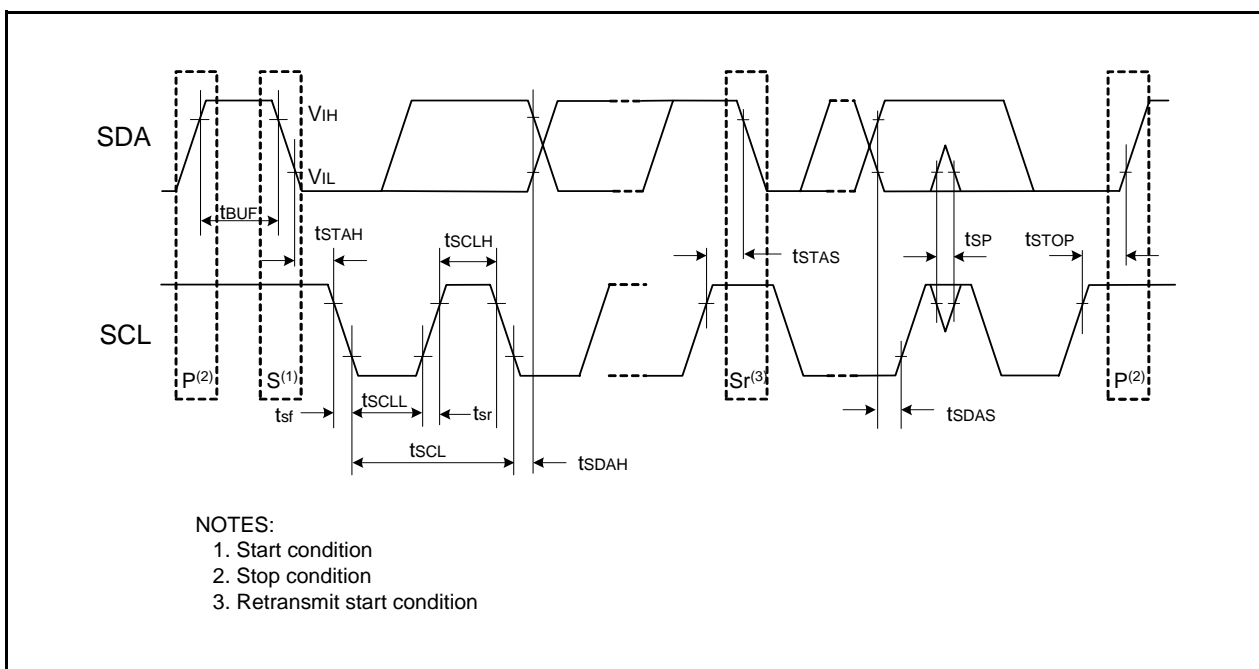 SDA
VIH
VIL
tBUF
tSTAH
tSCLH
tSTAS
tSP
tSTOP
SCL
P(2)
S(1)
Sr(3)
P(2)
tsf
tSCLL
tsr
tSDAS
tSCL
tSDAH
NOTES:
1. Start condition
2. Stop condition
3. Retransmit start condition